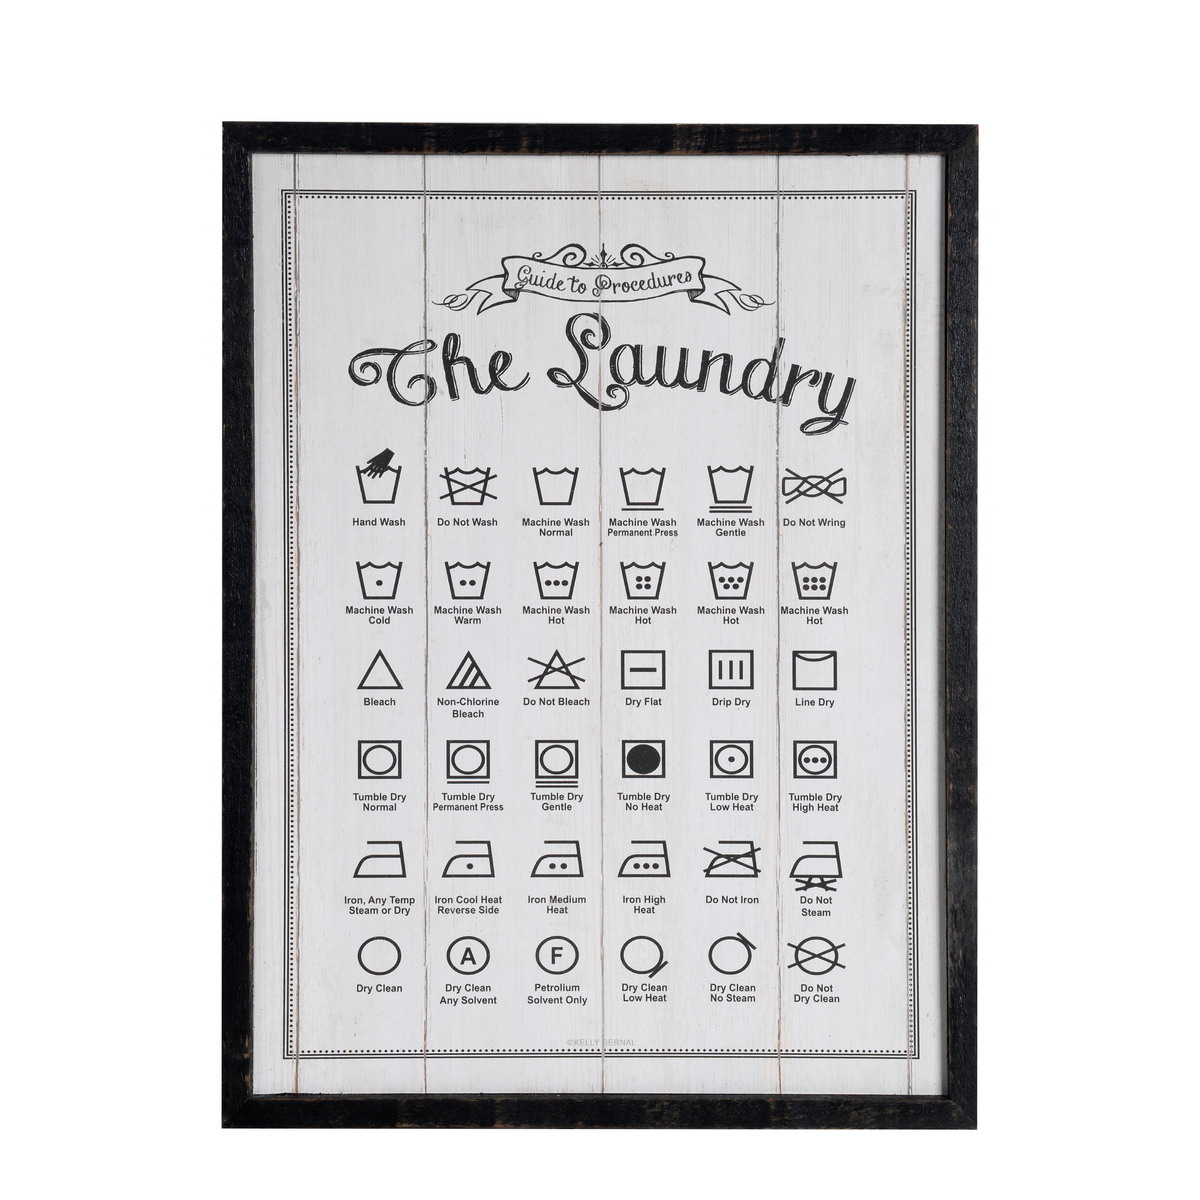 Guide to Procedures
The Laundry
Hand Wash
Do Not Wash
Machine Wash
Normal
Machine Wash
Permanent Press
Machine Wash
Gentle
Do Not Wring
Machine Wash
Cold
Machine Wash
Warm
Machine Wash
Hot
Machine Wash
Hot
Machine Wash
Hot
Machine Wash
Hot
Bleach
Non-Chlorine
Bleach
Do Not Bleach
Dry Flat
Drip Dry
Line Dry
Tumble Dry
Normal
Tumble Dry
Permanent Press
Tumble Dry
Gentle
Tumble Dry
No Heat
Tumble Dry
Low Heat
Tumble Dry
High Heat
Iron, Any Temp
Steam or Dry
Iron Cool Heat
Reverse Side
Iron Medium
Heat
Iron High
Heat
Do Not Iron
Do Not
Steam
A
F
Dry Clean
Dry Clean
Any Solvent
Petrolium
Solvent Only
Dry Clean
Low Heat
Dry Clean
No Steam
Do Not
Dry Clean
©KELLY BERNAL